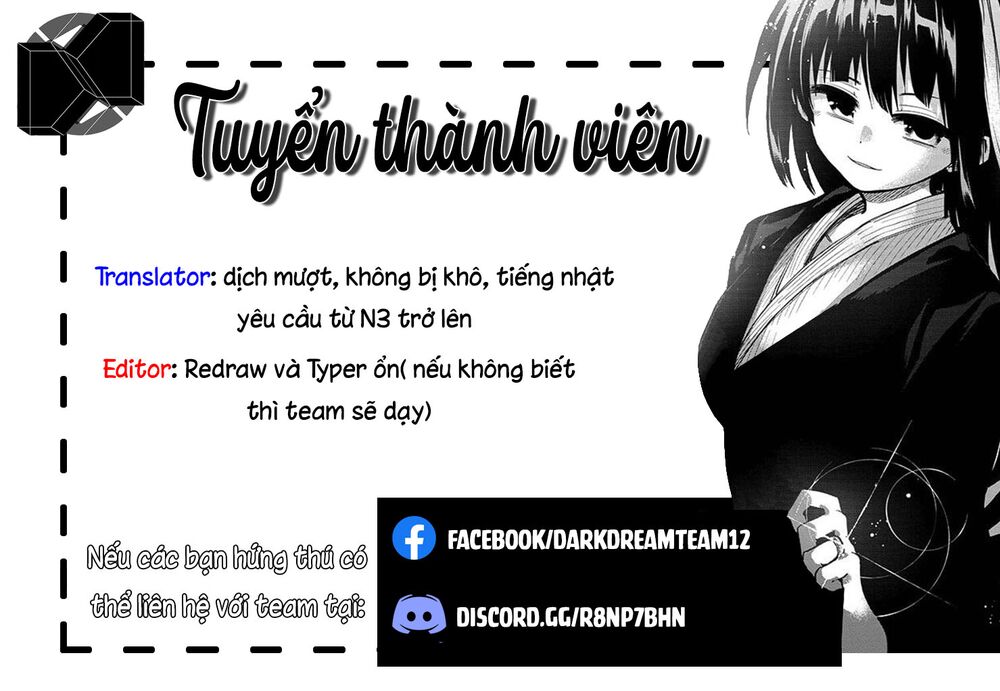 Tuyển thành viên
Translator: dịch mượt, không bị khô, tiếng nhật
yêu cầu từ N3 trở lên
Editor: Redraw và Typer ổn( nếu không biết
thì team sẽ dạy)
Nếu các bạn hứng thú có
thể liên hệ với team tại:
FACEBOOK/DARKDREAMTEAM12
DISCORD.GG/R8NP7BHN